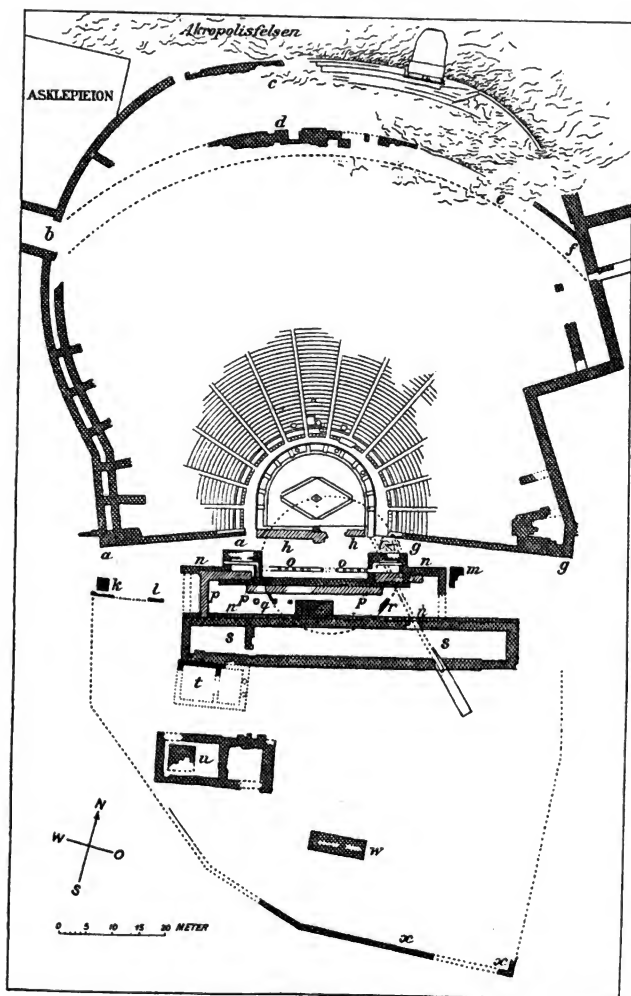 Akropolisfelsen
ASKLEPIEION
c
d
b
e
f
a
h
h
g
a
g
n
o
o
n
m
k
l
p
p
o
q
p
r
n
n
s
s
t
u
N
W
O
S
w
0 5 10 15 20 METER
x
x